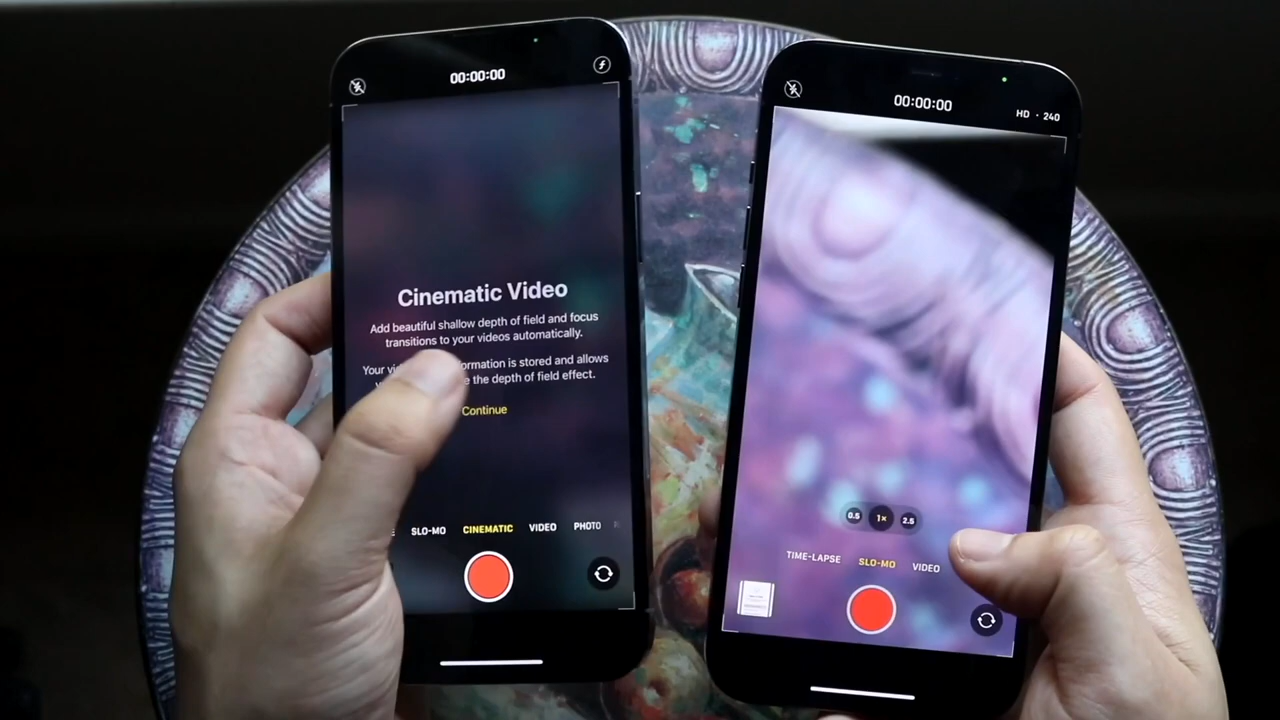 00:00:00
Cinematic Video
Add beautiful shallow depth of field and focus
transitions to your videos automatically.
Your information is stored and allows
the depth of field effect.
Continue
SLO-MO CINEMATIC VIDEO PHOTO
00:00:00
HD · 240
0.5 1× 2.5
TIME-LAPSE SLO-MO VIDEO